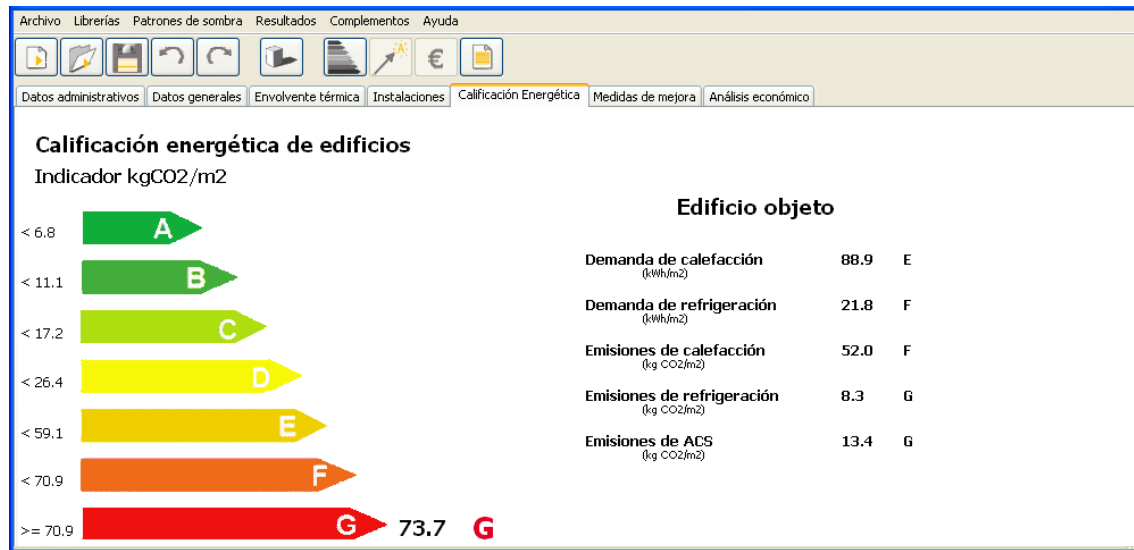 Archivo Librerías Patrones de sombra Resultados Complementos Ayuda
€
Datos administrativos Datos generales Envolvente térmica Instalaciones Calificación Energética Medidas de mejora Análisis económico
Calificación energética de edificios
Indicador kgCO2/m2
< 6.8 A
< 11.1 B
< 17.2 C
< 26.4 D
< 59.1 E
< 70.9 F
>= 70.9 G 73.7 G
Edificio objeto
Demanda de calefacción 88.9 E
(kWh/m2)
Demanda de refrigeración 21.8 F
(kWh/m2)
Emisiones de calefacción 52.0 F
(kg CO2/m2)
Emisiones de refrigeración 8.3 G
(kg CO2/m2)
Emisiones de ACS 13.4 G
(kg CO2/m2)